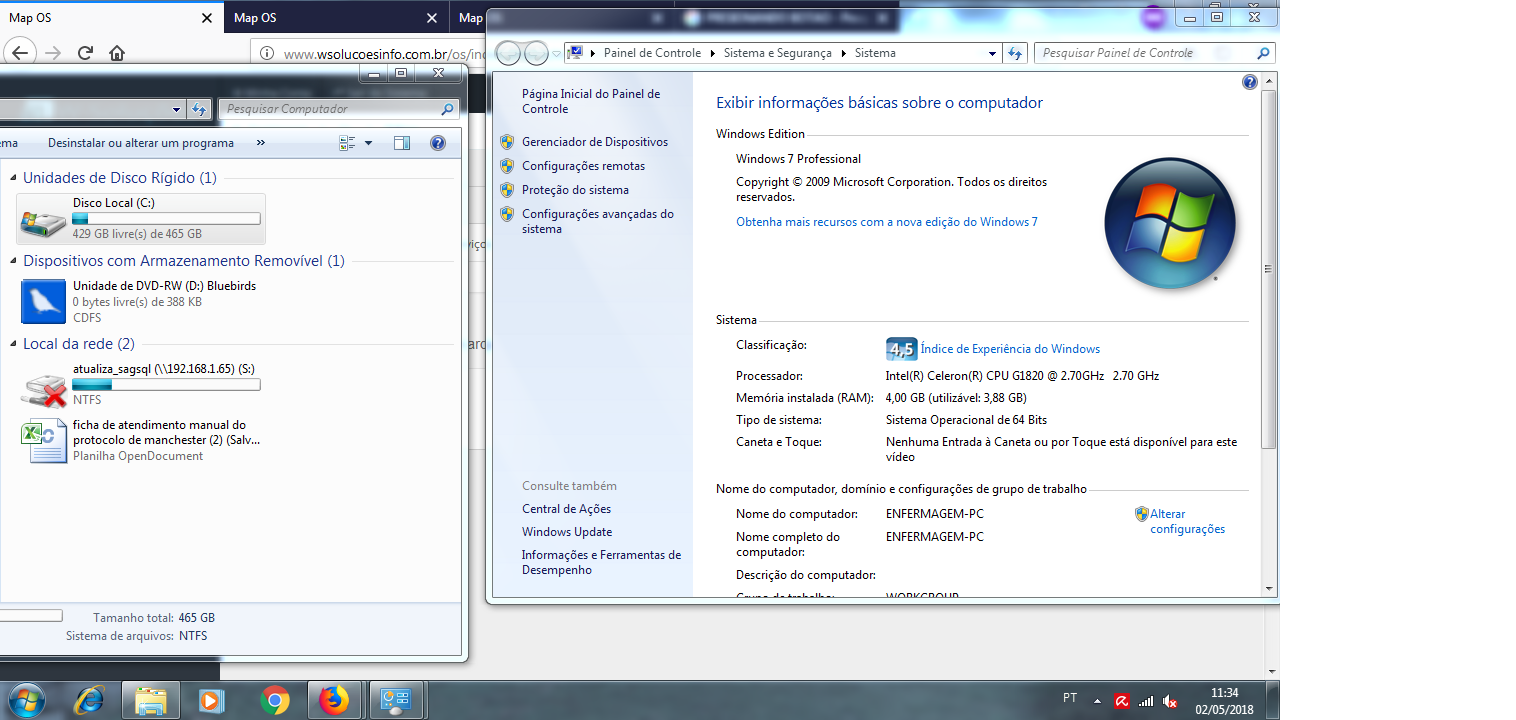 Map OS
Map OS
Map
www.wsolucoesinfo.com.br/os/ind
Pesquisar Computador
ema
Desinstalar ou alterar um programa
»
Unidades de Disco Rígido (1)
Disco Local (C:)
429 GB livre(s) de 465 GB
Dispositivos com Armazenamento Removível (1)
Unidade de DVD-RW (D:) Bluebirds
0 bytes livre(s) de 388 KB
CDFS
Local da rede (2)
atualiza_sagsql (\\192.168.1.65) (S:)
NTFS
ficha de atendimento manual do
protocolo de manchester (2) (Salv...
Planilha OpenDocument
Tamanho total: 465 GB
Sistema de arquivos: NTFS
Painel de Controle
Sistema e Segurança
Sistema
Pesquisar Painel de Controle
Página Inicial do Painel de
Controle
Gerenciador de Dispositivos
Configurações remotas
Proteção do sistema
Configurações avançadas do
sistema
Consulte também
Central de Ações
Windows Update
Informações e Ferramentas de
Desempenho
Exibir informações básicas sobre o computador
Windows Edition
Windows 7 Professional
Copyright © 2009 Microsoft Corporation. Todos os direitos
reservados.
Obtenha mais recursos com a nova edição do Windows 7
Sistema
Classificação:
4,5 Índice de Experiência do Windows
Processador:
Intel(R) Celeron(R) CPU G1820 @ 2.70GHz 2.70 GHz
Memória instalada (RAM):
4,00 GB (utilizável: 3,88 GB)
Tipo de sistema:
Sistema Operacional de 64 Bits
Caneta e Toque:
Nenhuma Entrada à Caneta ou por Toque está disponível para este
vídeo
Nome do computador, domínio e configurações de grupo de trabalho
Nome do computador:
ENFERMAGEM-PC
Alterar
configurações
Nome completo do
computador:
ENFERMAGEM-PC
Descrição do computador:
Grupo de trabalho:
WORKGROUP
PT
11:34
02/05/2018